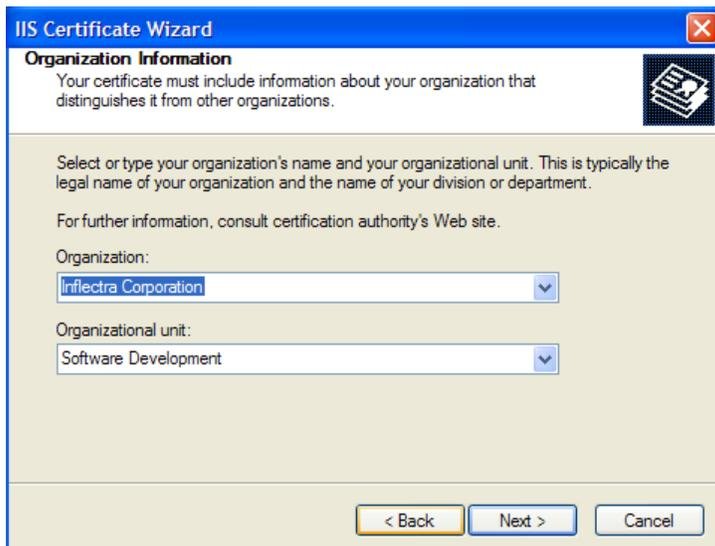 IIS Certificate Wizard
Organization Information
Your certificate must include information about your organization that
distinguishes it from other organizations.
Select or type your organization's name and your organizational unit. This is typically the
legal name of your organization and the name of your division or department.
For further information, consult certification authority's Web site.
Organization:
Inflectra Corporation
Organizational unit:
Software Development
< Back Next > Cancel